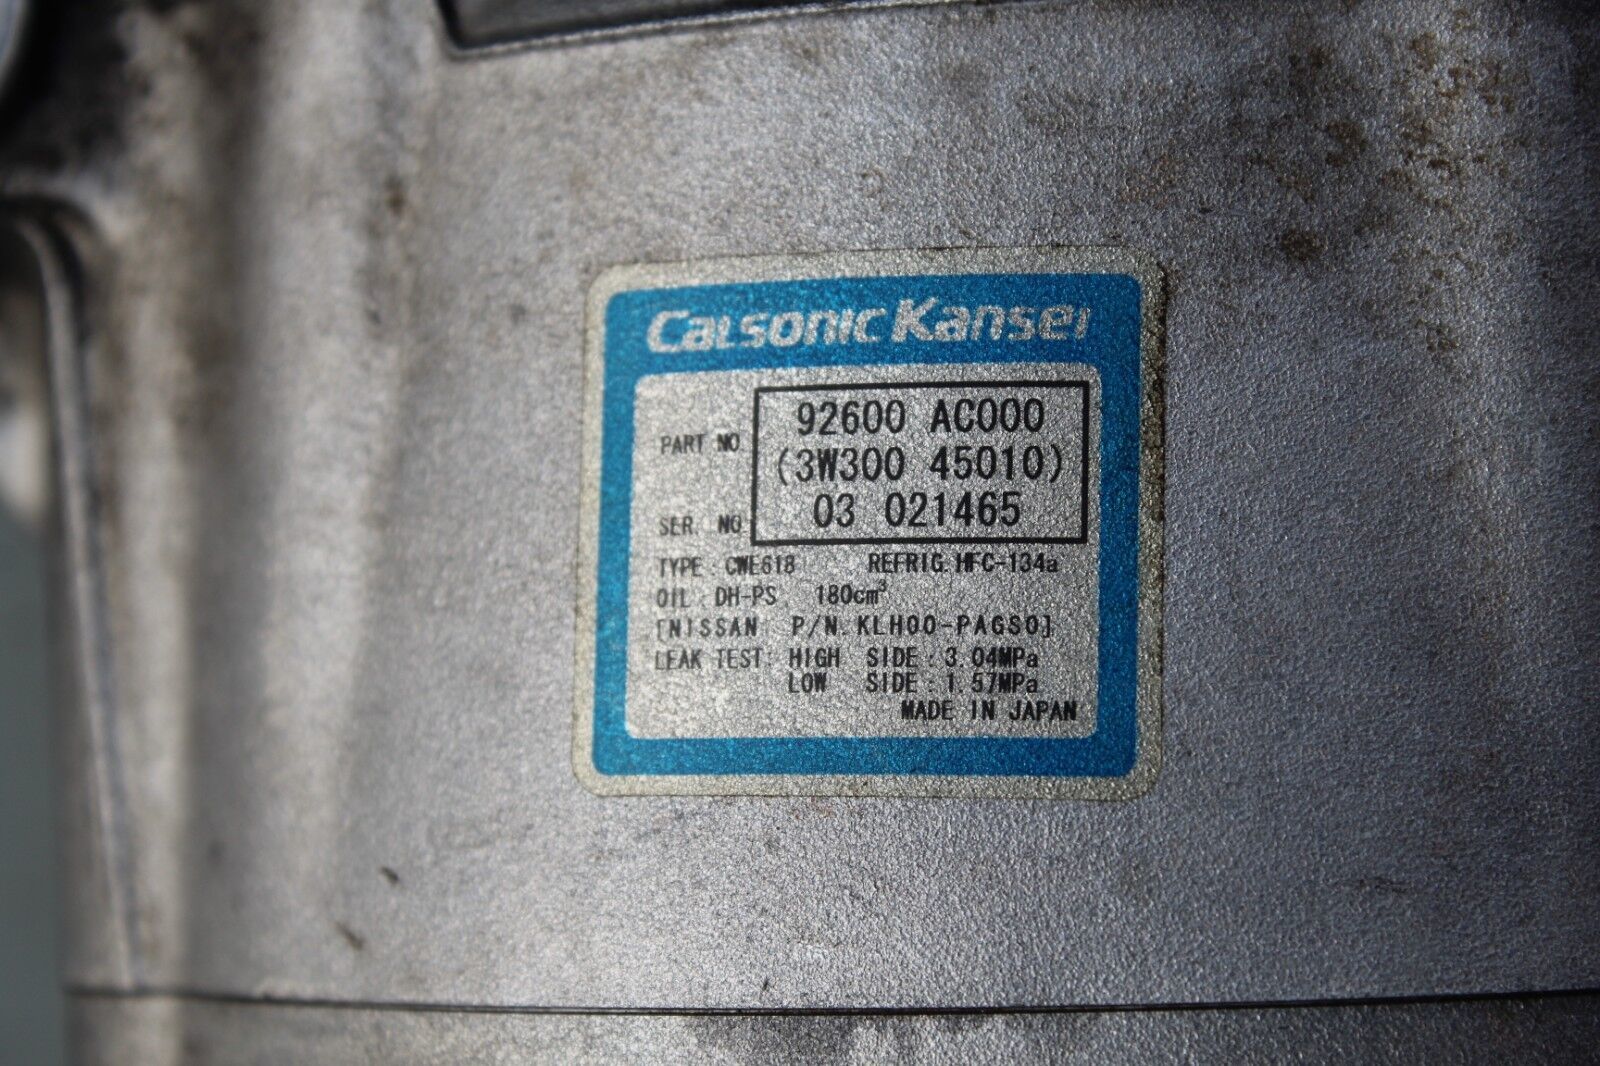 CALSONIC KANSEI
PART NO 92600 AC000
(3W300 45010)
SER. NO 03 021465
TYPE: CWE618 REFRIG. HFC-134a
OIL: DH-PS 180cm³
[NISSAN P/N. KLH00-PAGS0]
LEAK TEST: HIGH SIDE: 3.04MPa
LOW SIDE: 1.57MPa
MADE IN JAPAN